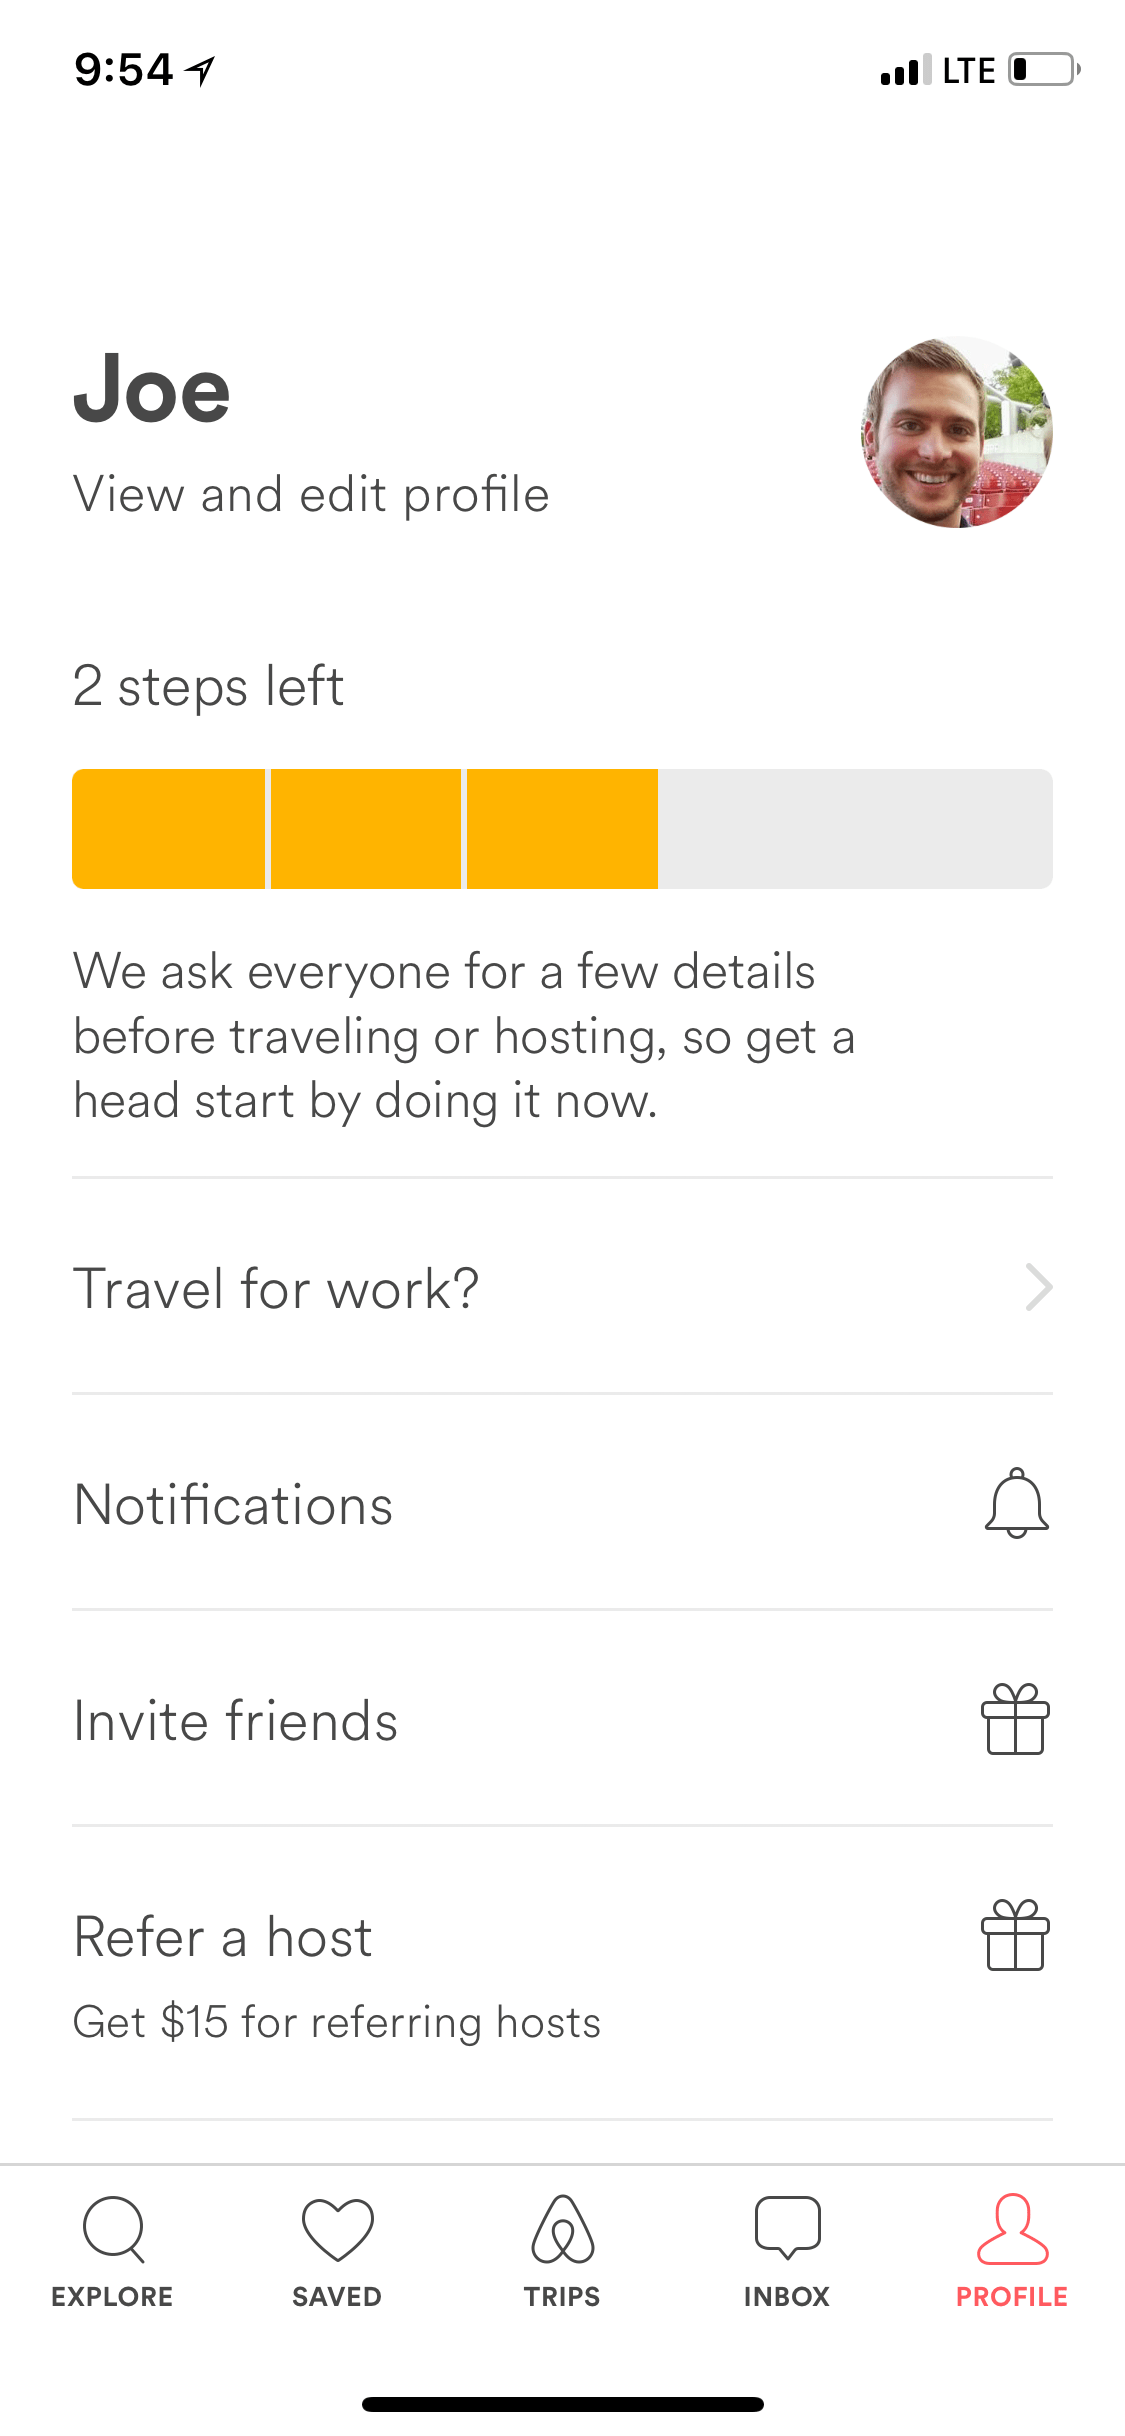 9:54
LTE
Joe
View and edit profile
2 steps left
We ask everyone for a few details
before traveling or hosting, so get a
head start by doing it now.
Travel for work?
Notifications
Invite friends
Refer a host
Get $15 for referring hosts
EXPLORE
SAVED
TRIPS
INBOX
PROFILE